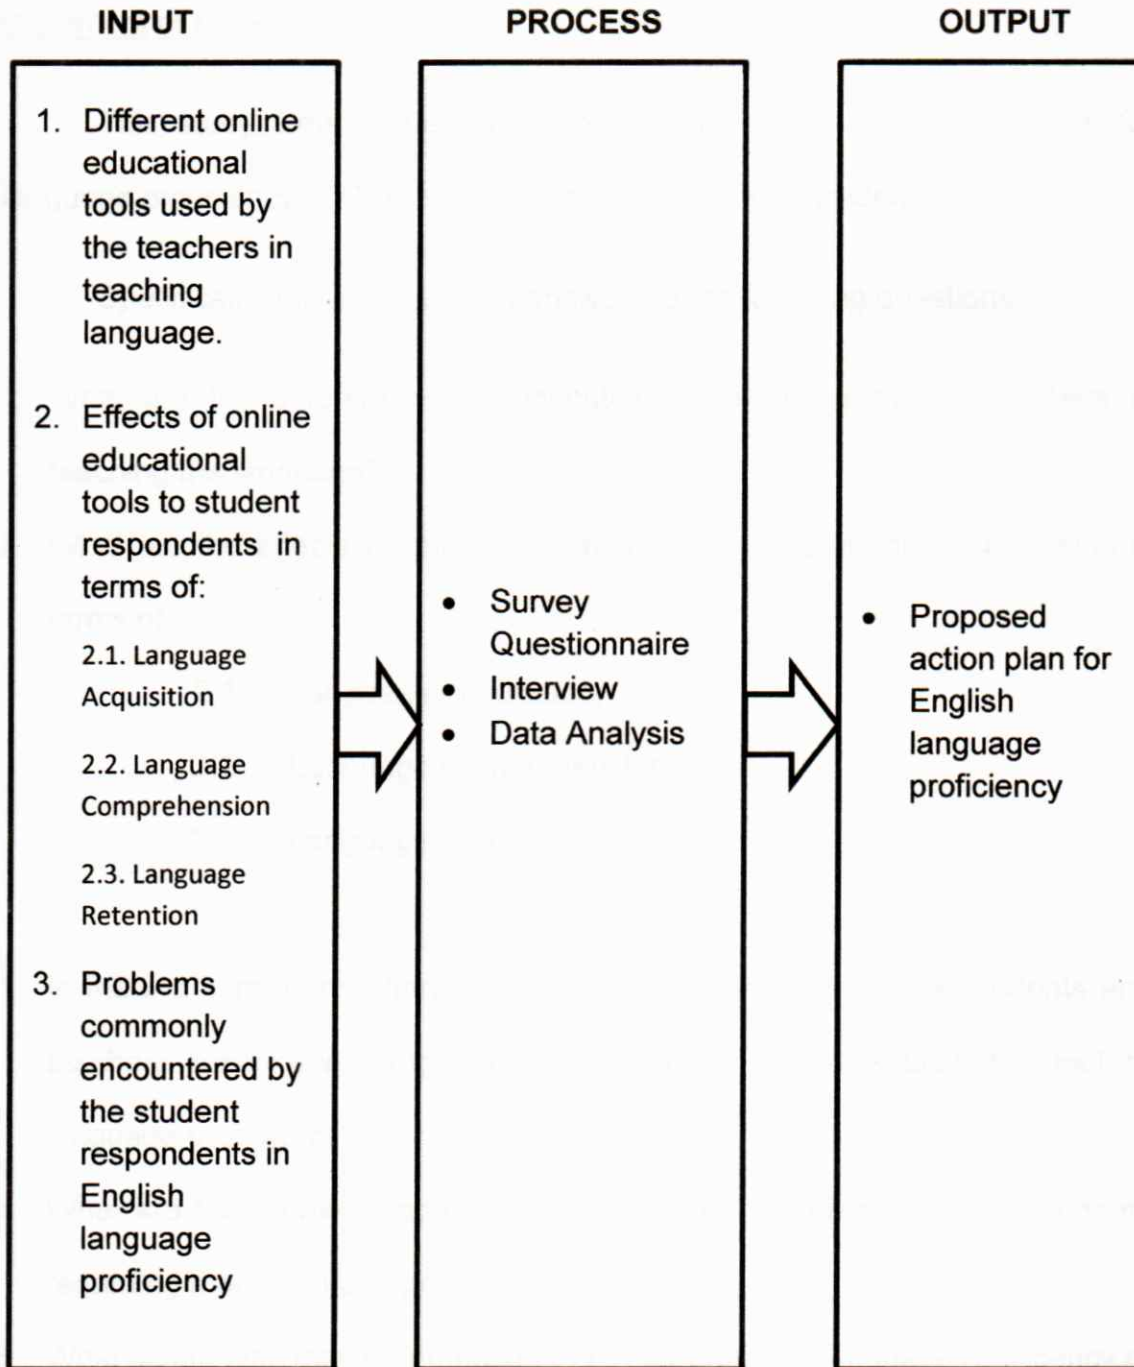 INPUT
PROCESS
OUTPUT
1. Different online
educational
tools used by
the teachers in
teaching
language.
2. Effects of online
educational
tools to student
respondents in
terms of:
2.1. Language
Acquisition
2.2. Language
Comprehension
2.3. Language
Retention
3. Problems
commonly
encountered by
the student
respondents in
English
language
proficiency
• Survey
Questionnaire
• Interview
• Data Analysis
• Proposed
action plan for
English
language
proficiency